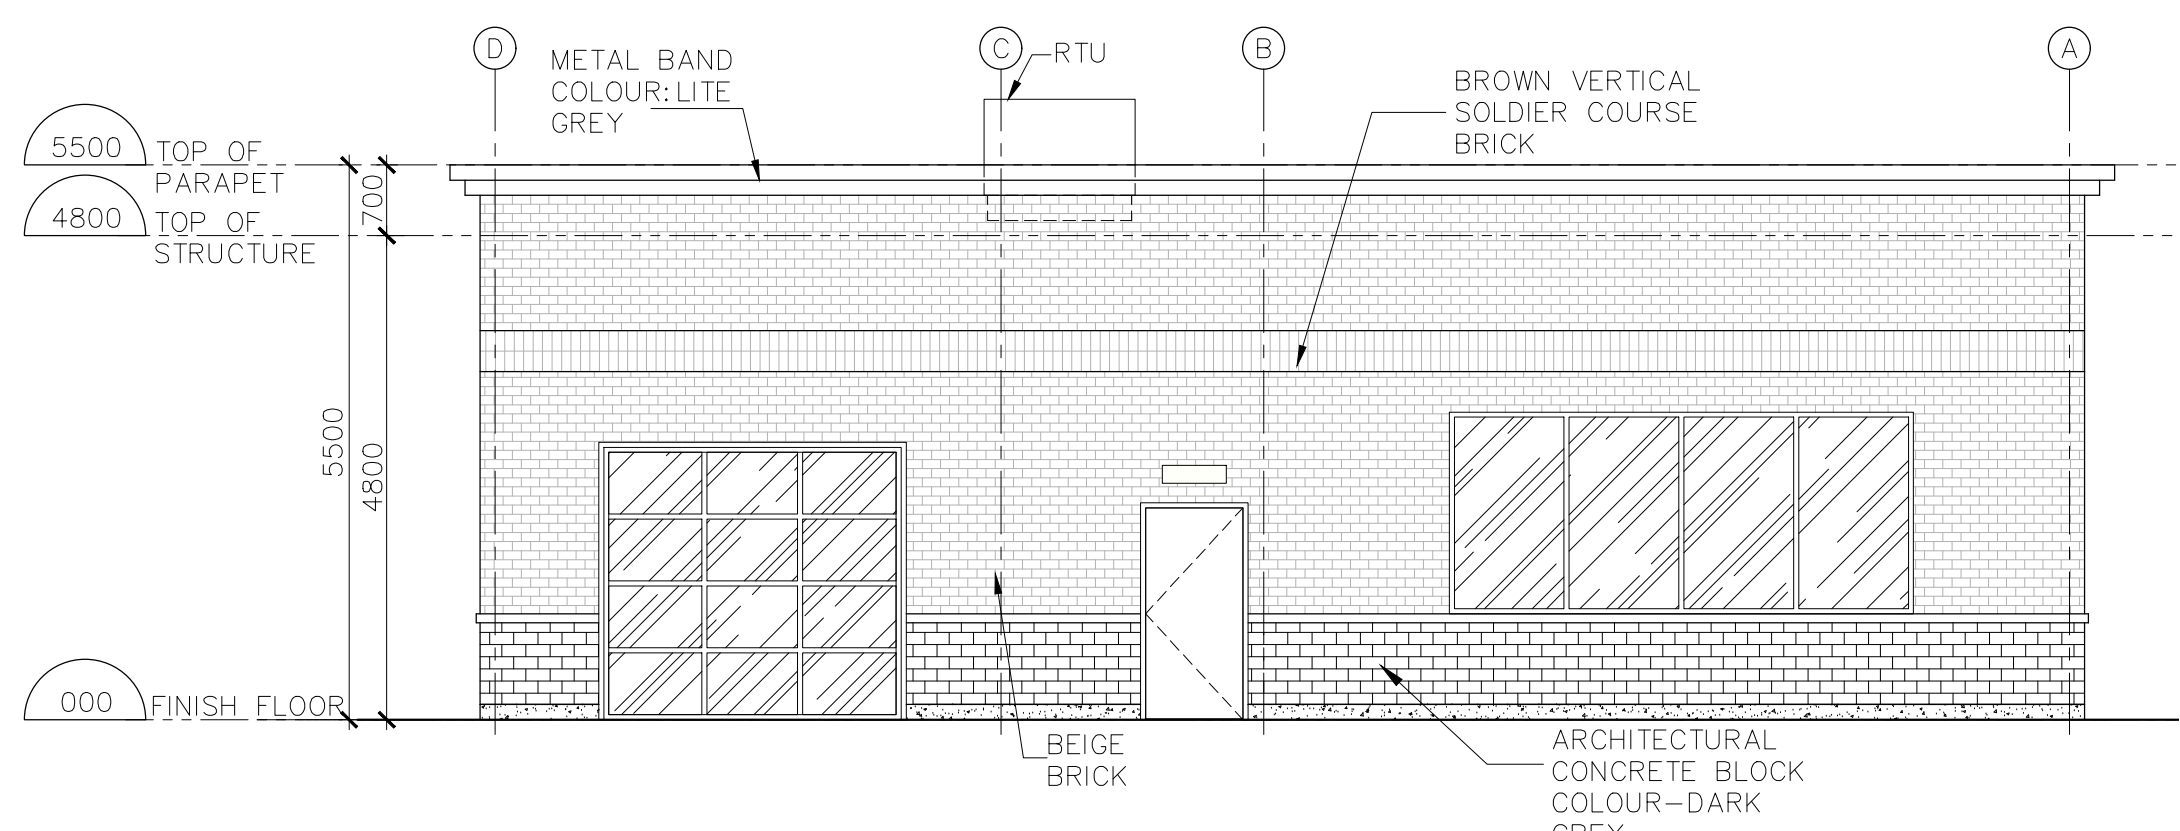 D
C
B
A
METAL BAND
COLOUR:LITE
GREY
RTU
BROWN VERTICAL
SOLDIER COURSE
BRICK
5500
TOP OF
PARAPET
4800
TOP OF
STRUCTURE
700
5500
4800
000
FINISH FLOOR
BEIGE
BRICK
ARCHITECTURAL
CONCRETE BLOCK
COLOUR-DARK
GREY